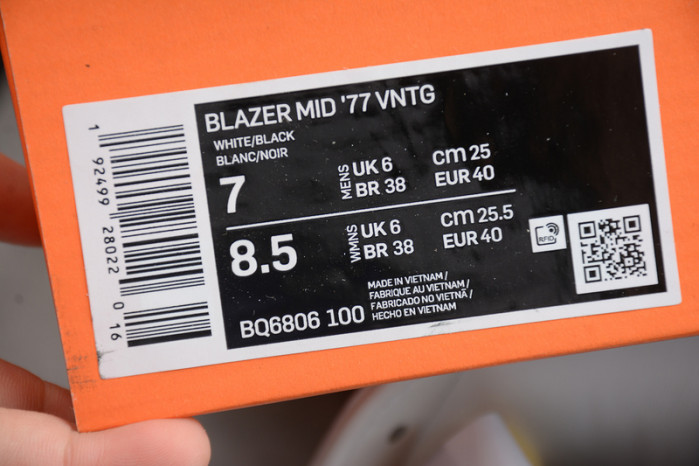 BLAZER MID '77 VNTG
WHITE/BLACK
BLANC/NOIR
7
MENS
UK 6
BR 38
cm 25
EUR 40
8.5
WMNS
UK 6
BR 38
cm 25.5
EUR 40
RFID
BQ6806 100
MADE IN VIETNAM/
FABRIQUE AU VIETNAM/
FABRICADO NO VIETNÃ/
HECHO EN VIETNAM
1 92499 28022 0 16